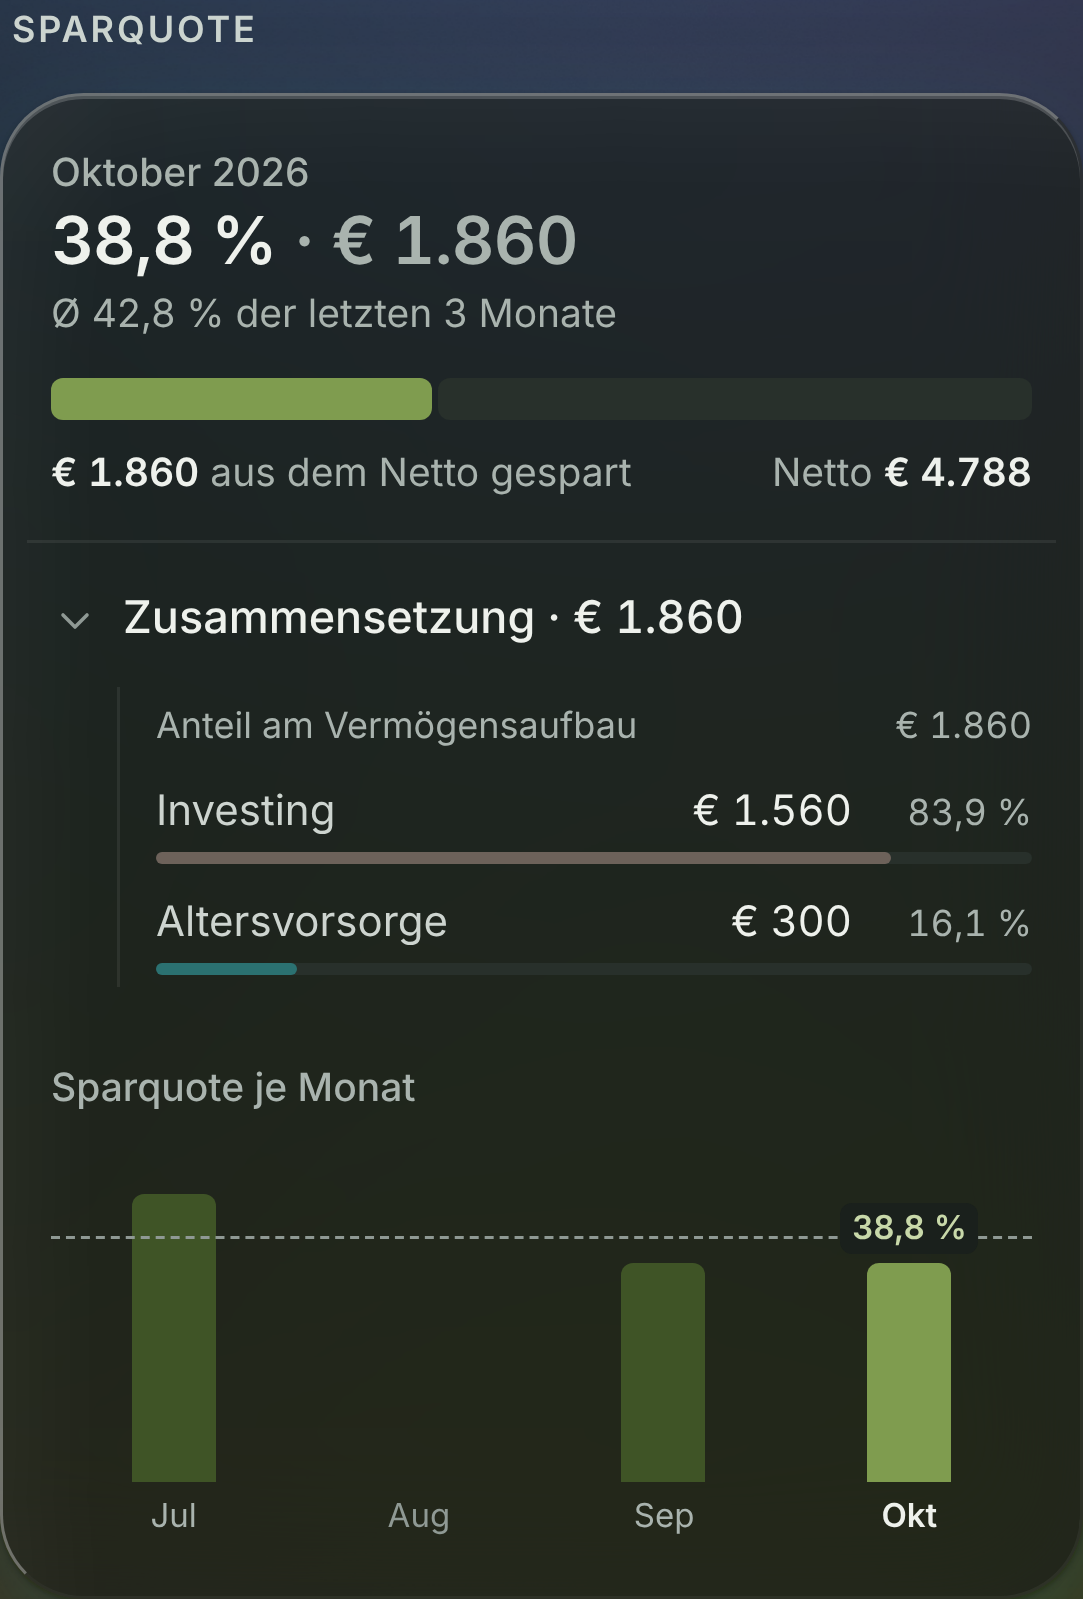 SPARQUOTE
Oktober 2026
38,8 % · € 1.860
Ø 42,8 % der letzten 3 Monate
€ 1.860 aus dem Netto gespart Netto € 4.788
Zusammensetzung · € 1.860
Anteil am Vermögensaufbau € 1.860
Investing € 1.560 83,9 %
Altersvorsorge € 300 16,1 %
Sparquote je Monat
38,8 %
Jul Aug Sep Okt